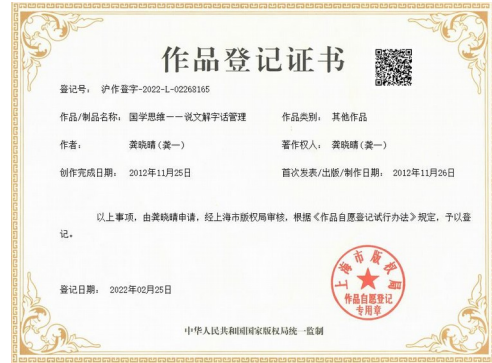 作品登记证书
登记号： 沪作登字-2022-L-02268165
作品/制品名称： 国学思维——说文解字话管理 作品类别： 其他作品
作者： 龚晓晴(龚一) 著作权人： 龚晓晴(龚一)
创作完成日期： 2012年11月25日 首次发表/出版/制作日期： 2012年11月26日
以上事项，由龚晓晴申请，经上海市版权局审核，根据《作品自愿登记试行办法》规定，予以登
记。
上海市版权局
作品自愿登记
专用章
登记日期： 2022年02月25日
中华人民共和国国家版权局统一监制